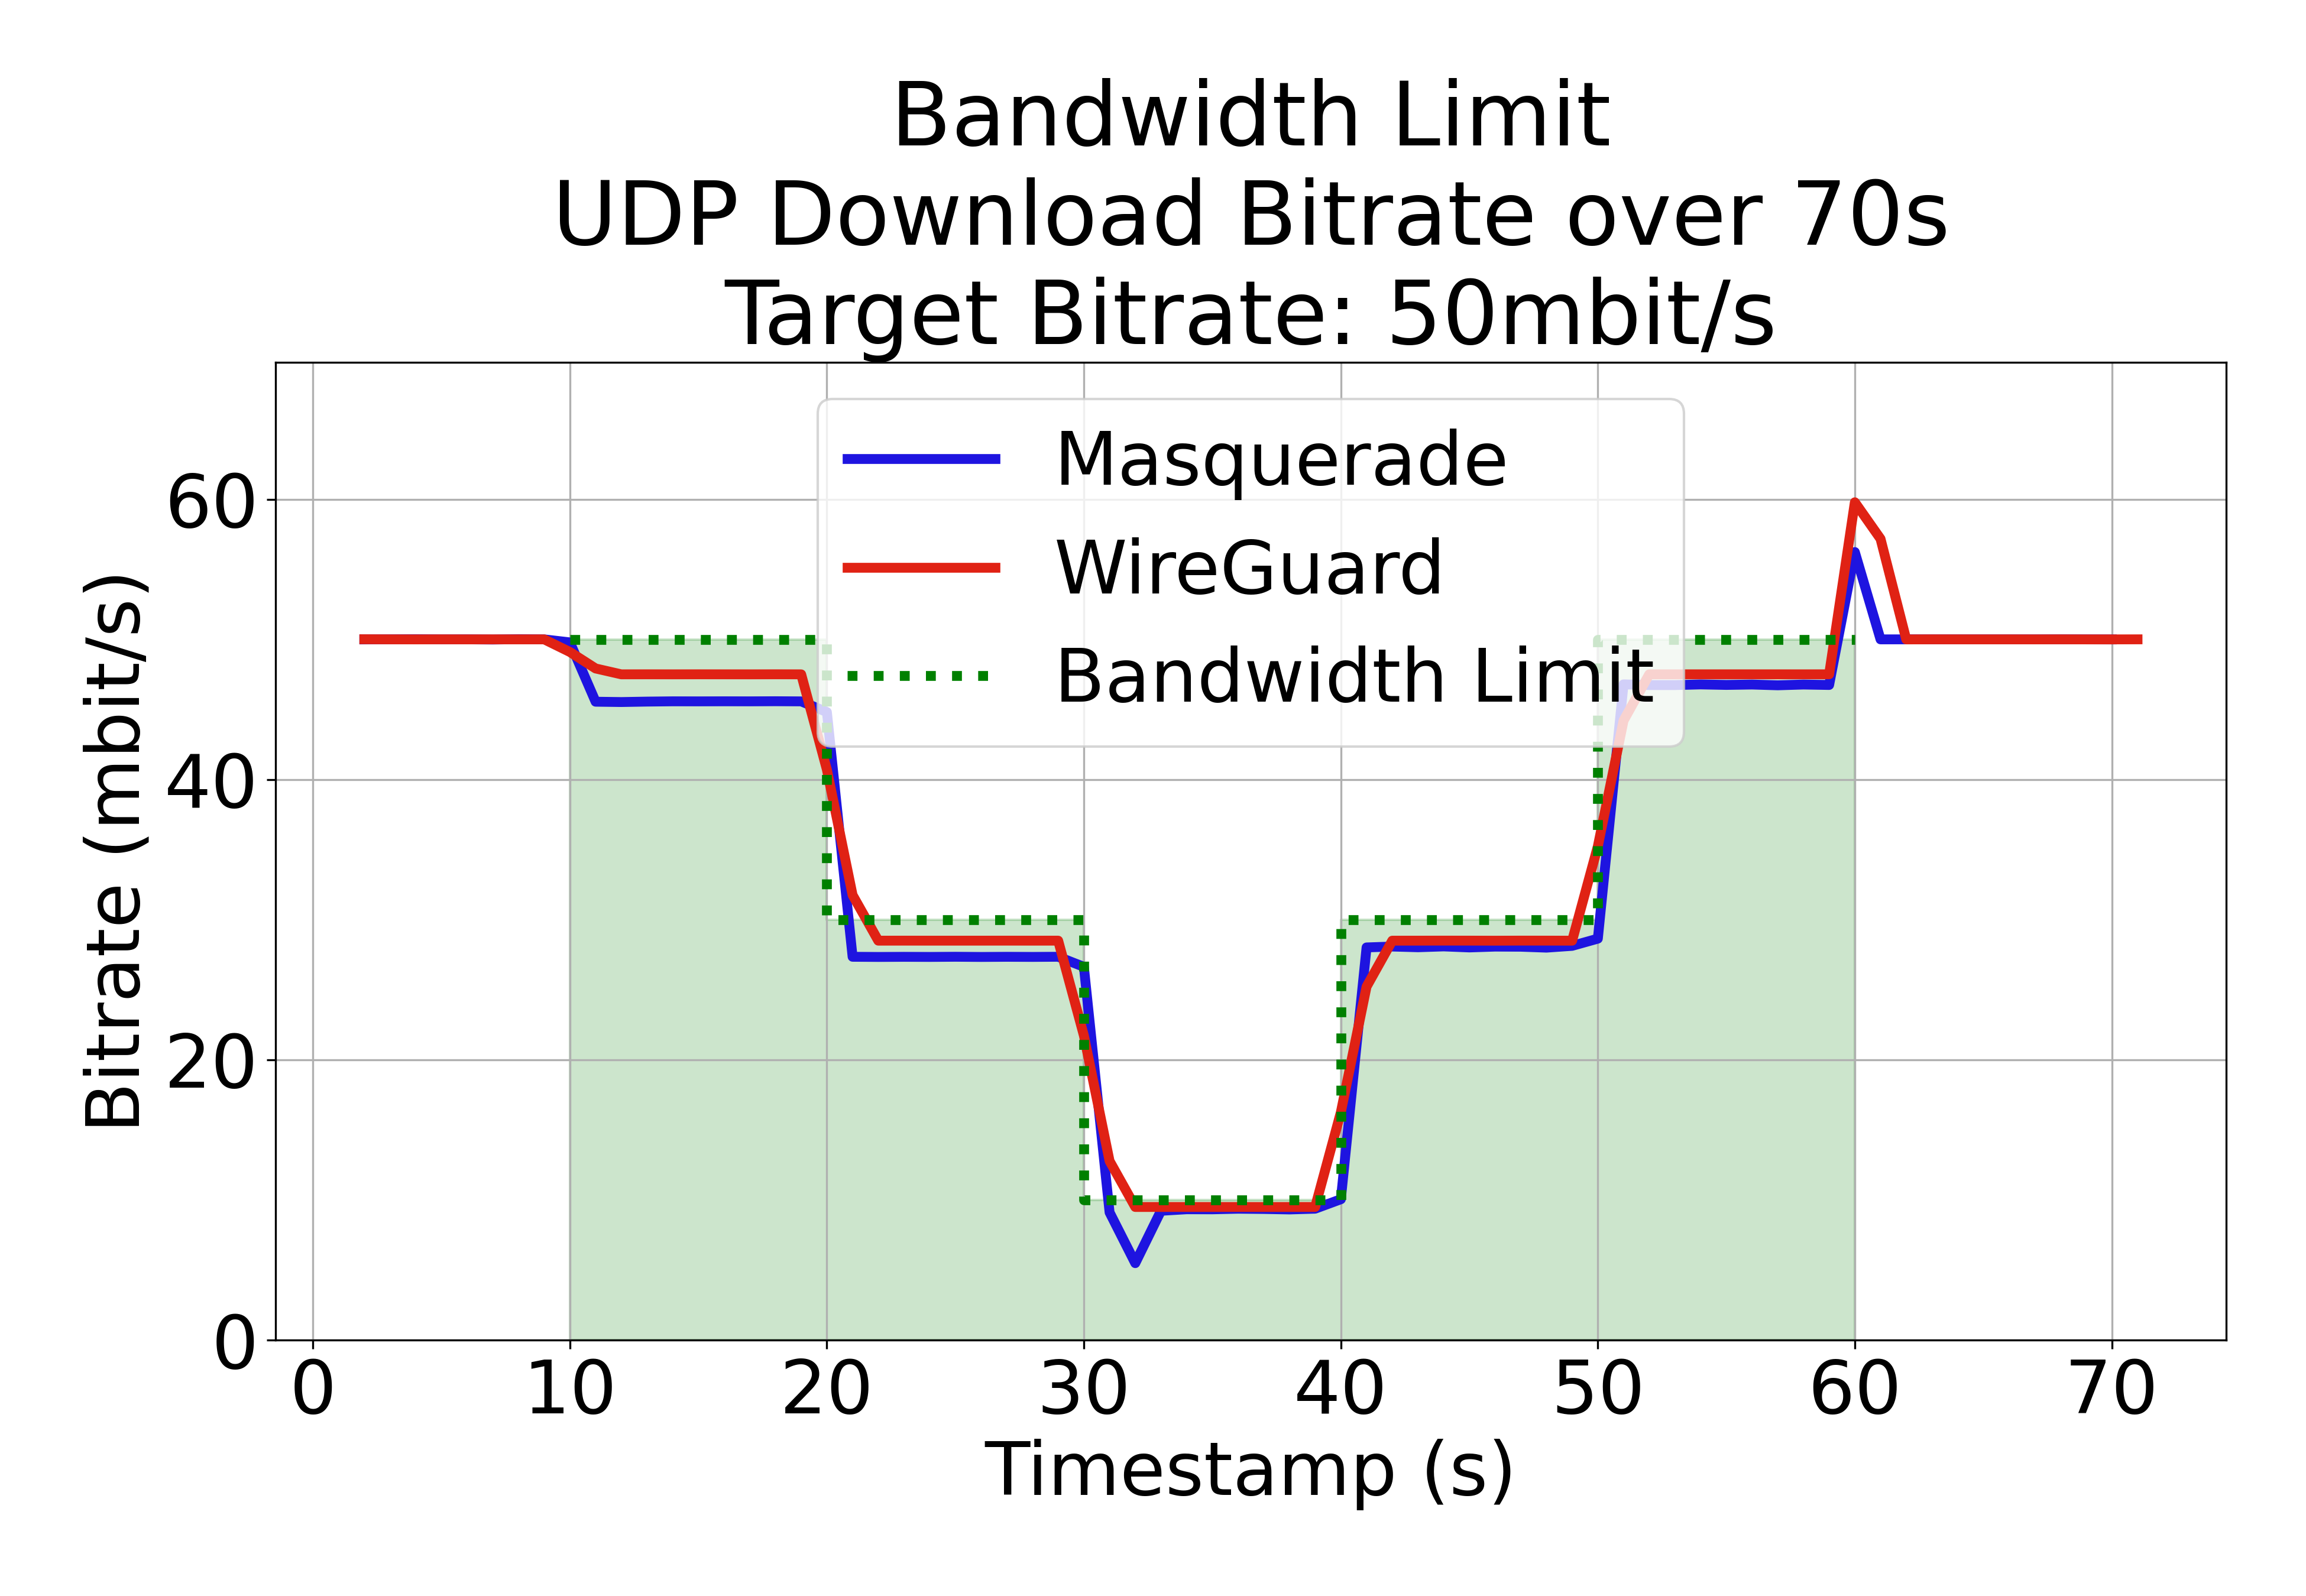 Bandwidth Limit
UDP Download Bitrate over 70s
Target Bitrate: 50mbit/s
Masquerade
WireGuard
Bandwidth Limit
Bitrate (mbit/s)
60
40
20
0
0 10 20 30 40 50 60 70
Timestamp (s)